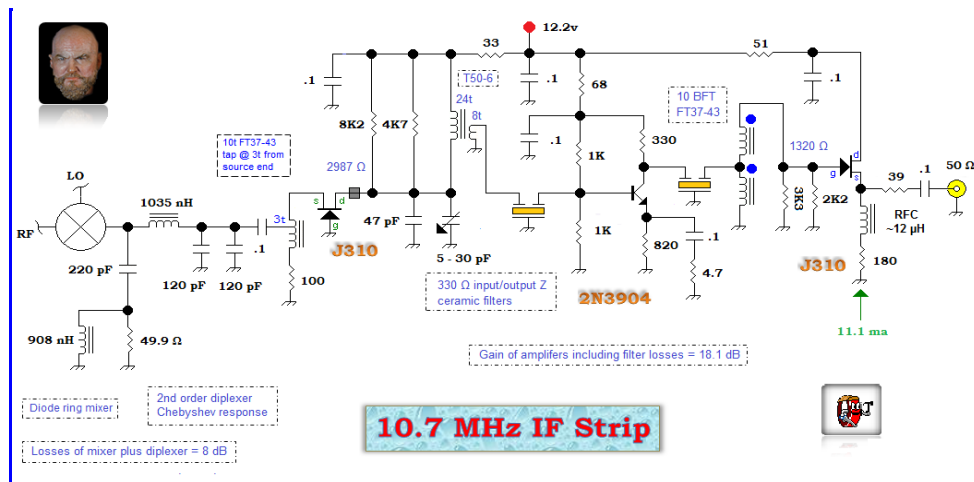 12.2v
33
51
.1
T50-6
24t
8t
.1
68
.1
10 BFT
FT37-43
8K2
4K7
.1
330
10t FT37-43
tap @ 3t from
source end
2987 Ω
1K
1320 Ω
d
g
s
39
.1
50 Ω
LO
RF
1035 nH
3t
s
d
g
J310
47 pF
3K3
2K2
RFC
~12 µH
220 pF
120 pF
120 pF
.1
100
5 - 30 pF
1K
820
.1
4.7
J310
180
330 Ω input/output Z
ceramic filters
2N3904
908 nH
49.9 Ω
11.1 ma
Gain of amplifers including filter losses = 18.1 dB
Diode ring mixer
2nd order diplexer
Chebyshev response
10.7 MHz IF Strip
Losses of mixer plus diplexer = 8 dB